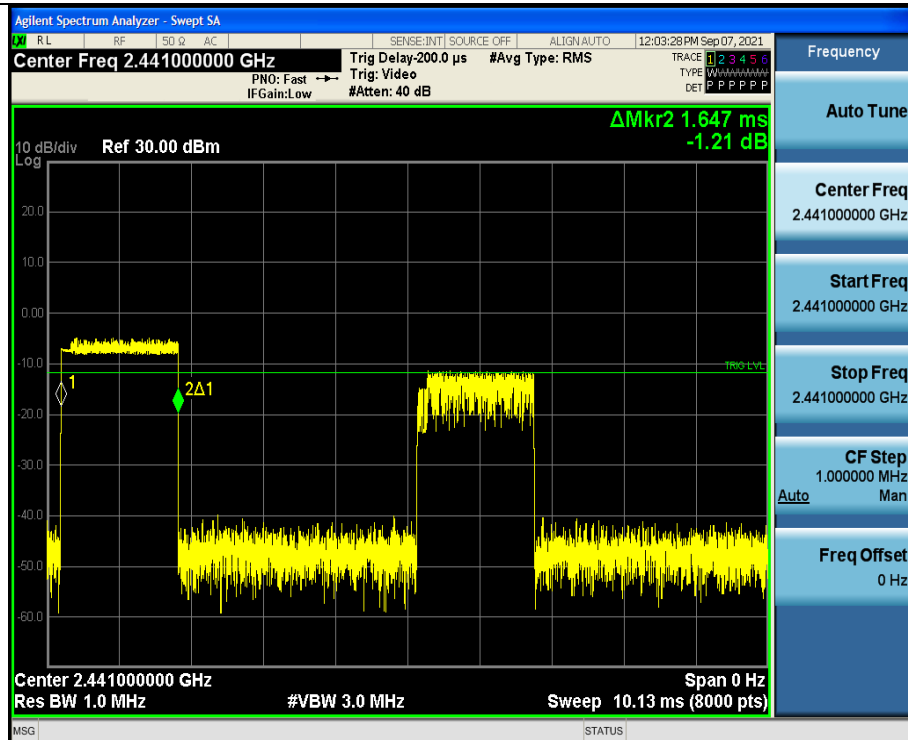 Agilent Spectrum Analyzer - Swept SA
LXI RL RF 50 Ω AC SENSE:INT SOURCE OFF ALIGN AUTO 12:03:28 PM Sep 07, 2021
Center Freq 2.441000000 GHz
PNO: Fast
IFGain:Low
Trig Delay-200.0 µs
Trig: Video
#Atten: 40 dB
#Avg Type: RMS
TRACE 1 2 3 4 5 6
TYPE WWWWWW
DET P P P P P P
ΔMkr2 1.647 ms
-1.21 dB
10 dB/div Ref 30.00 dBm
Log
20.0
10.0
0.00
-10.0
-20.0
-30.0
-40.0
-50.0
-60.0
1
2Δ1
TRIG LVL
Center 2.441000000 GHz Span 0 Hz
Res BW 1.0 MHz #VBW 3.0 MHz Sweep 10.13 ms (8000 pts)
MSG STATUS
Frequency
Auto Tune
Center Freq
2.441000000 GHz
Start Freq
2.441000000 GHz
Stop Freq
2.441000000 GHz
CF Step
1.000000 MHz
Auto Man
Freq Offset
0 Hz